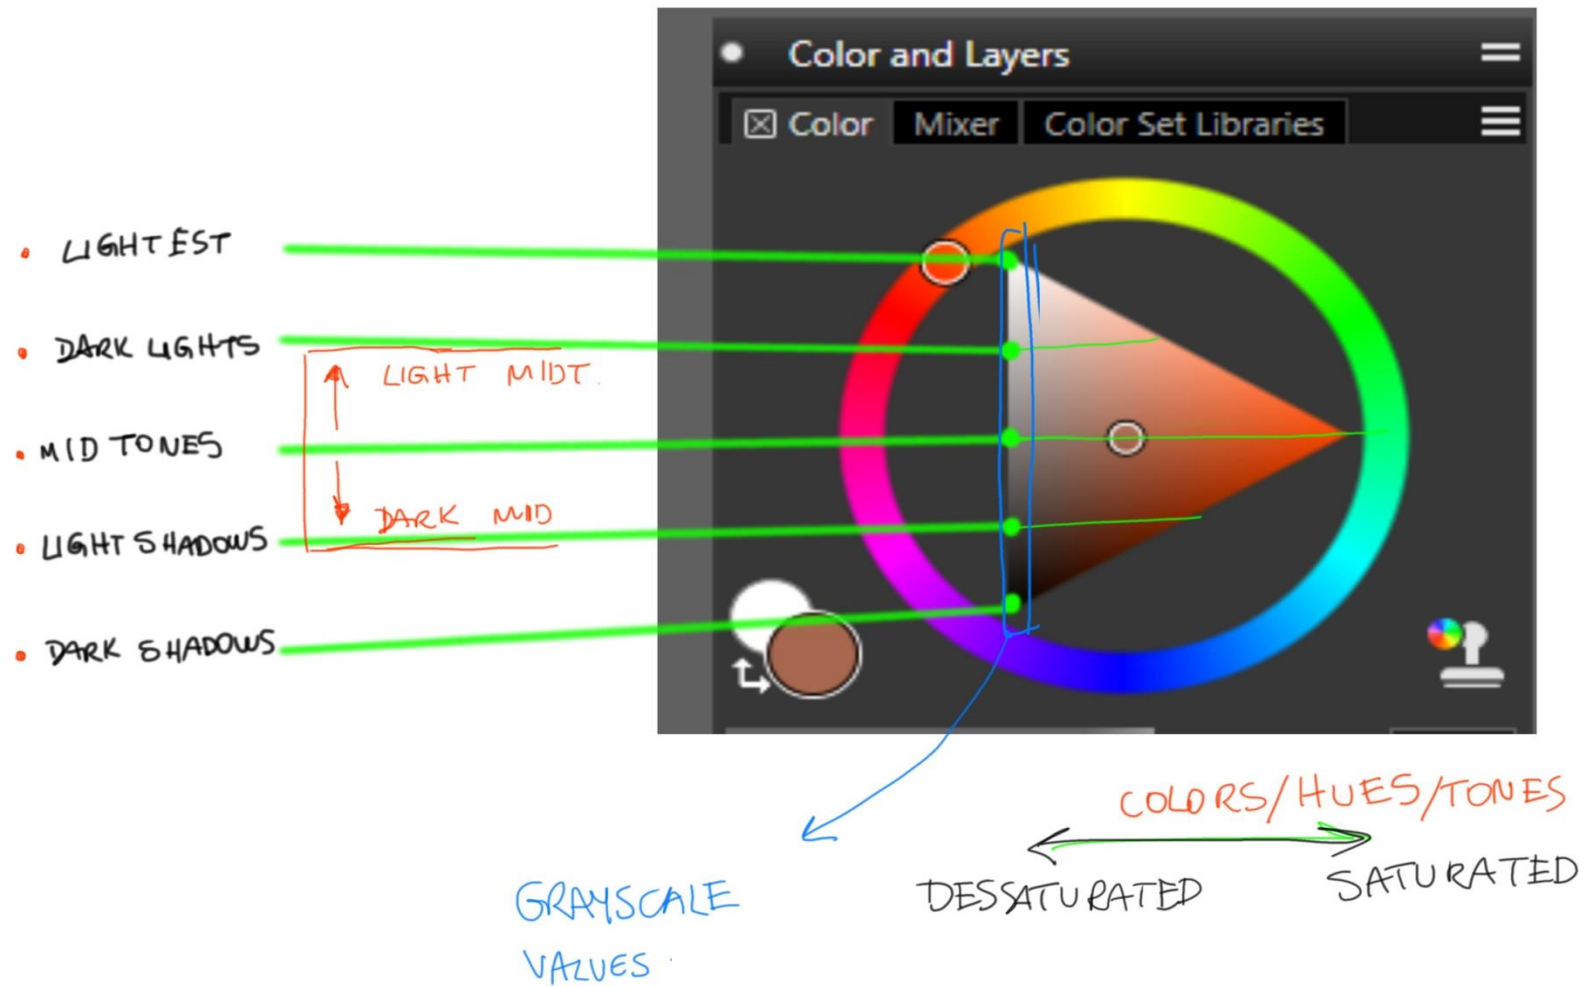 Color and Layers
Color
Mixer
Color Set Libraries
LIGHTEST
DARK LIGHTS
LIGHT MIDT.
MID TONES
DARK MID
LIGHT SHADOWS
DARK SHADOWS
COLORS/HUES/TONES
DESSATURATED
SATURATED
GRAYSCALE
VALUES